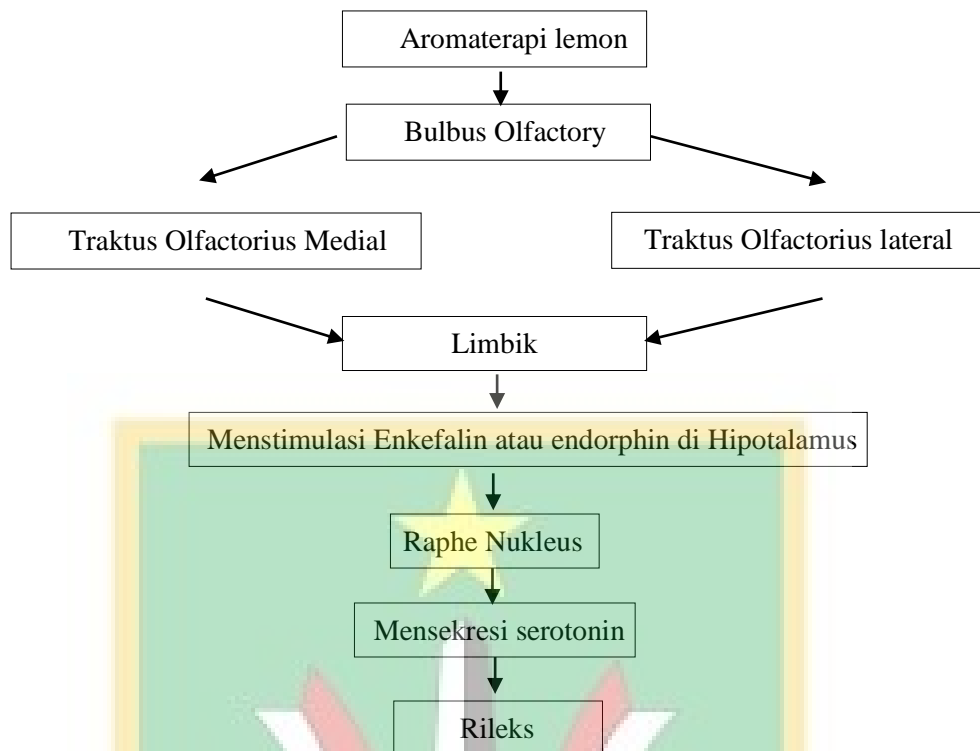 Aromaterapi lemon
Bulbus Olfactory
Traktus Olfactorius Medial
Traktus Olfactorius lateral
Limbik
Menstimulasi Enkefalin atau endorphin di Hipotalamus
Raphe Nukleus
Mensekresi serotonin
Rileks